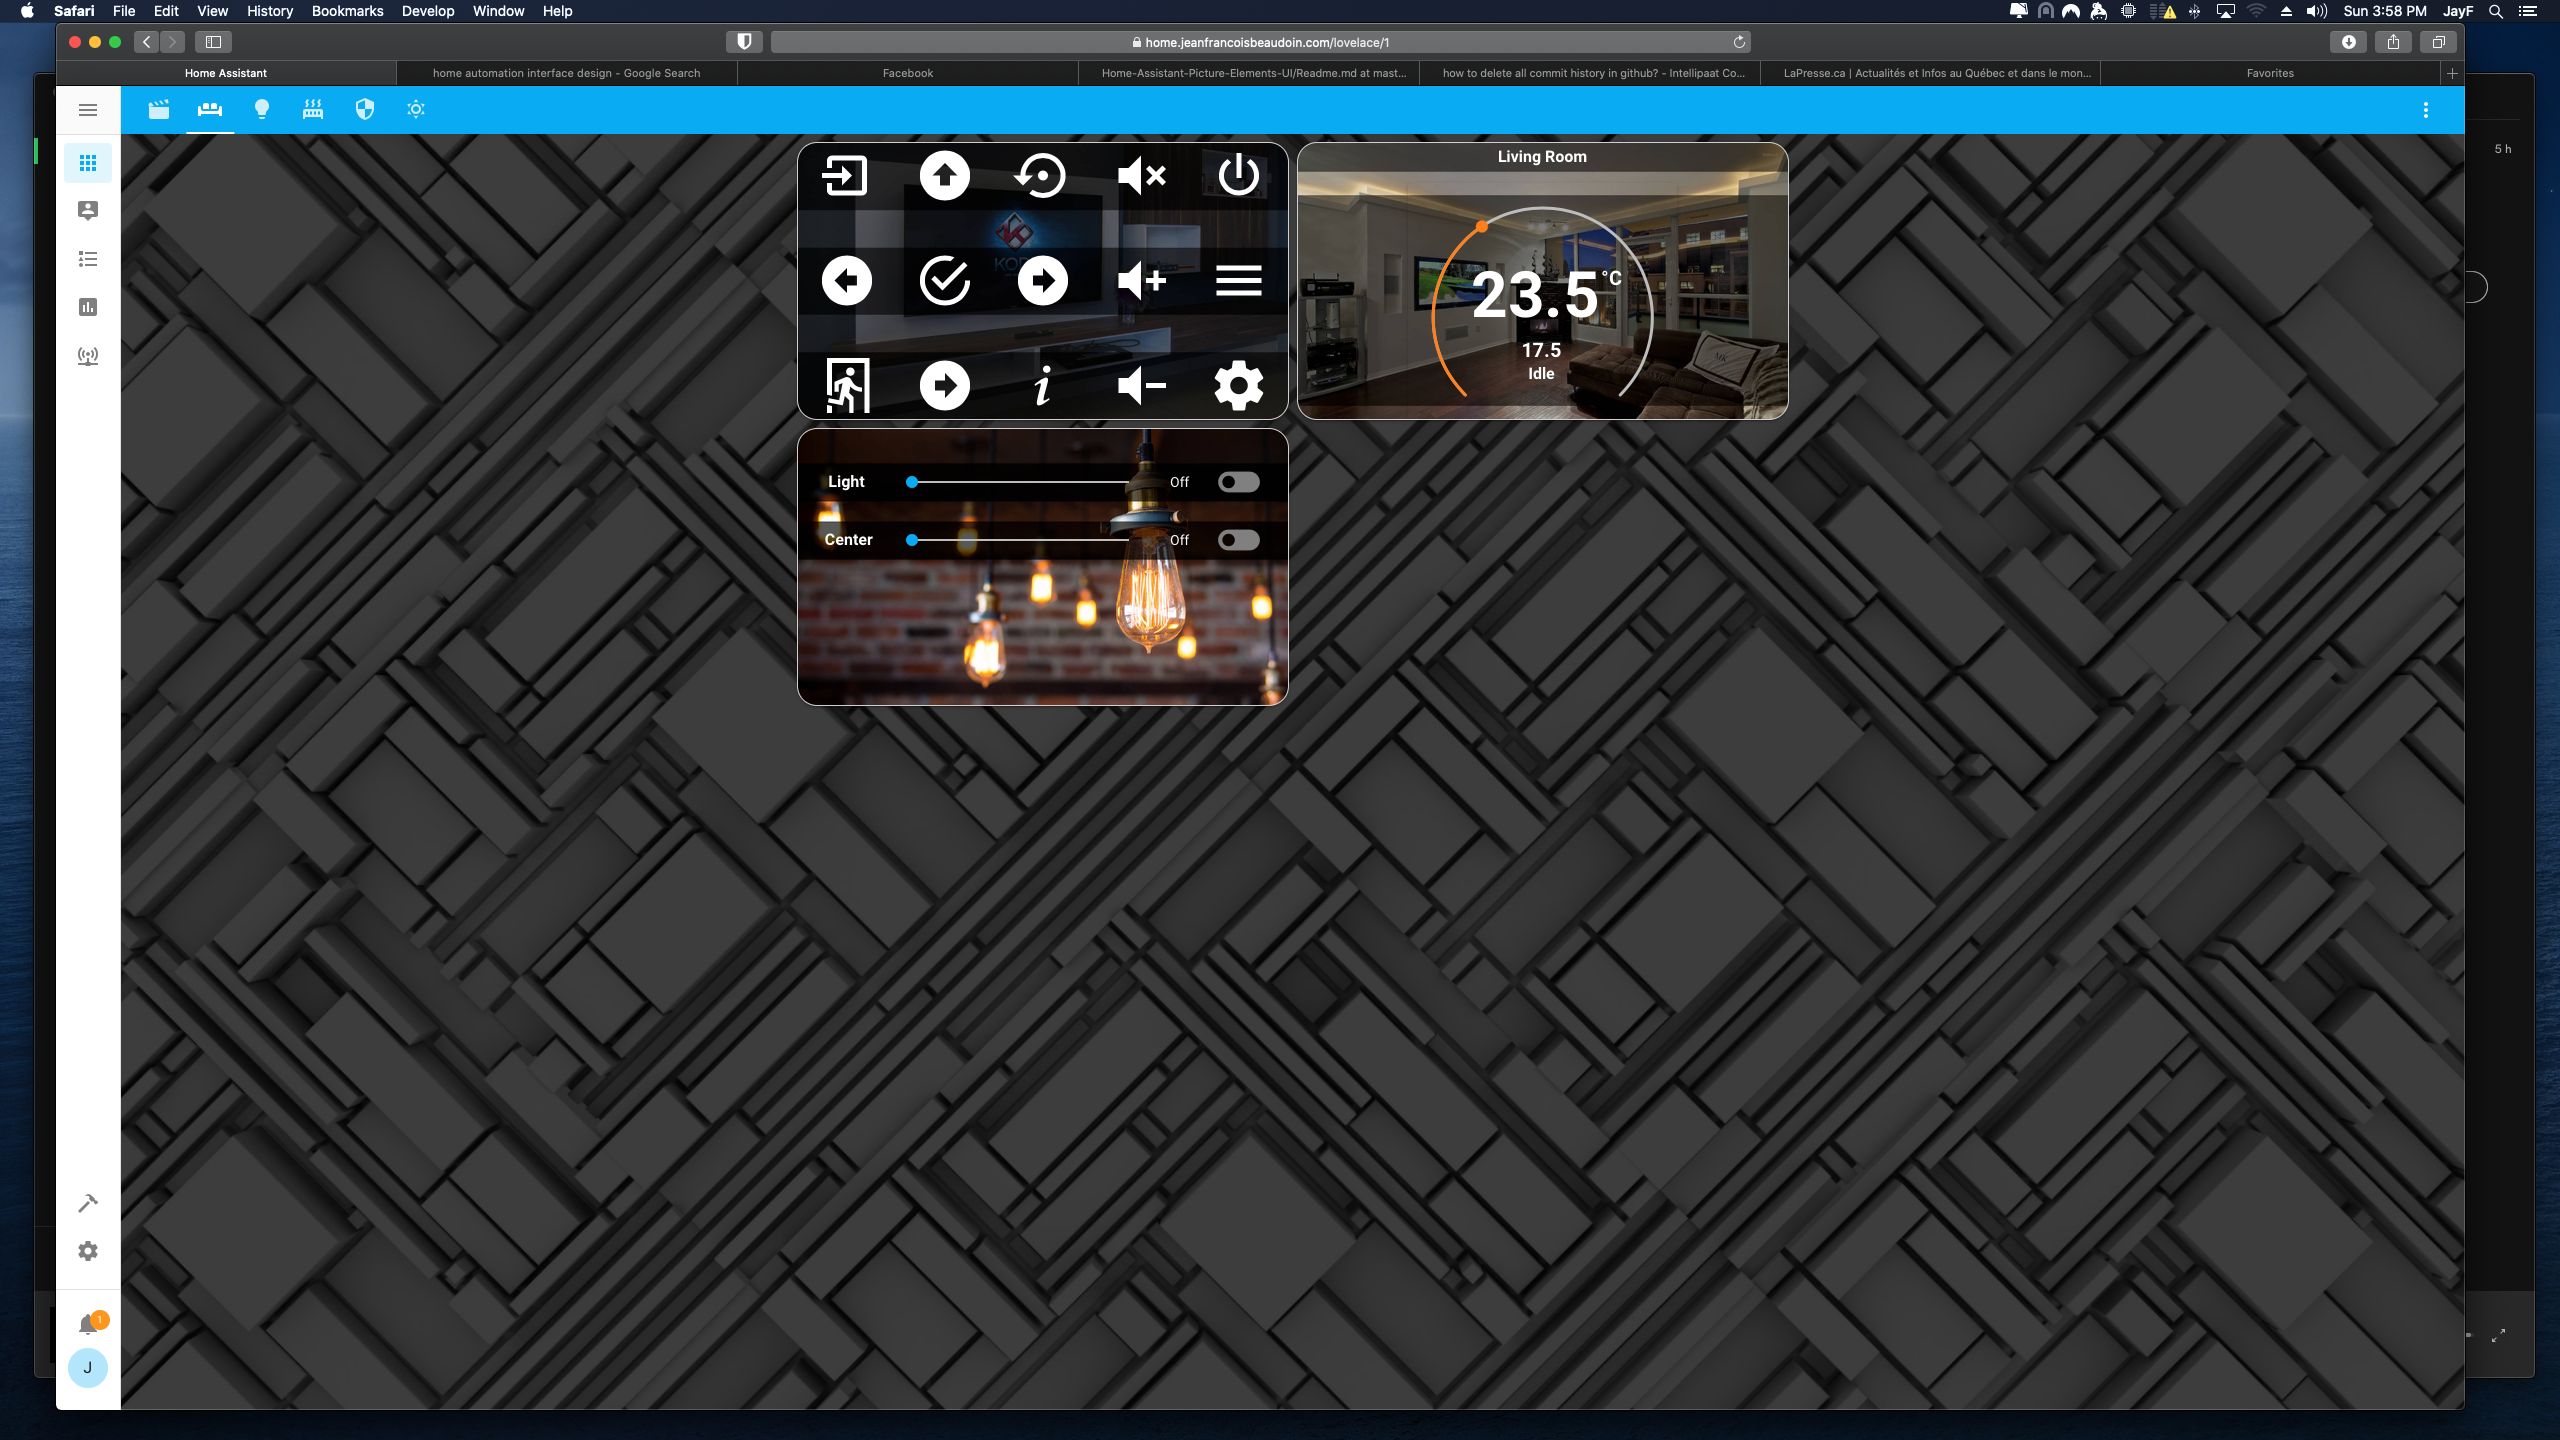 Safari File Edit View History Bookmarks Develop Window Help Sun 3:58 PM JayF
home.jeanfrancoisbeaudoin.com/lovelace/1
Home Assistant home automation interface design - Google Search Facebook Home-Assistant-Picture-Elements-UI/Readme.md at mast... how to delete all commit history in github? - Intellipaat Co... LaPresse.ca | Actualités et Infos au Québec et dans le mon... Favorites
5 h
Living Room
23.5 °C
17.5
Idle
i
Light Off
Center Off
1
J